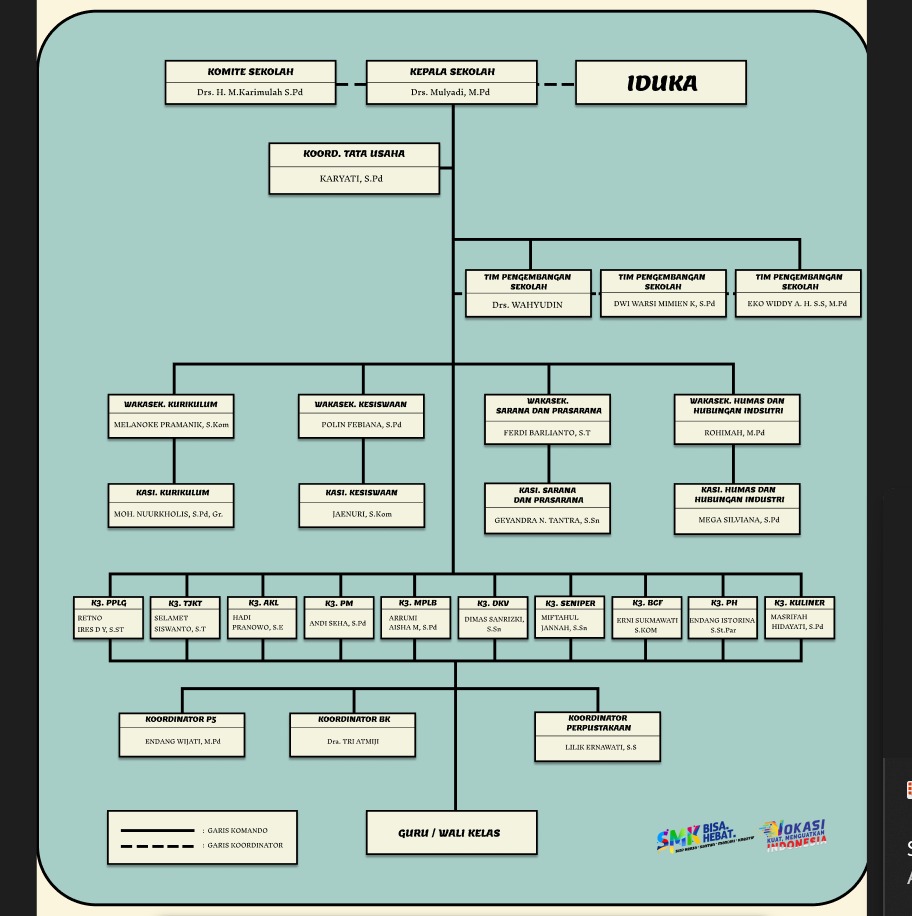 KOMITE SEKOLAH
Drs. H. M.Karimulah S.Pd
KEPALA SEKOLAH
Drs. Mulyadi, M.Pd
IDUKA
KOORD. TATA USAHA
KARYATI, S.Pd
TIM PENGEMBANGAN
SEKOLAH
Drs. WAHYUDIN
TIM PENGEMBANGAN
SEKOLAH
DWI WARSI MIMIEN K, S.Pd
TIM PENGEMBANGAN
SEKOLAH
EKO WIDDY A. H. S.S, M.Pd
WAKASEK. KURIKULUM
MELANOKE PRAMANIK, S.Kom
WAKASEK. KESISWAAN
POLIN FEBIANA, S.Pd
WAKASEK.
SARANA DAN PRASARANA
FERDI BARLIANTO, S.T
WAKASEK. HUMAS DAN
HUBUNGAN INDSUTRI
ROHIMAH, M.Pd
KASI. KURIKULUM
MOH. NUURKHOLIS, S.Pd, Gr.
KASI. KESISWAAN
JAENURI, S.Kom
KASI. SARANA
DAN PRASARANA
GEYANDRA N. TANTRA, S.Sn
KASI. HUMAS DAN
HUBUNGAN INDUSTRI
MEGA SILVIANA, S.Pd
K3. PPLG
RETNO
IRES D Y, S.ST
K3. TJKT
SELAMET
SISWANTO, S.T
K3. AKL
HADI
PRANOWO, S.E
K3. PM
ANDI SKHA, S.Pd
K3. MPLB
ARRUMI
AISHA M, S.Pd
K3. DKV
DIMAS SANRIZKI,
S.Sn
K3. SENIPER
MIFTAHUL
JANNAH, S.Sn
K3. BCF
ERNI SUKMAWATI
S.KOM
K3. PH
ENDANG ISTORINA
S.St.Par
K3. KULINER
MASRIFAH
HIDAYATI, S.Pd
KOORDINATOR P5
ENDANG WIJATI, M.Pd
KOORDINATOR BK
Dra. TRI ATMIJI
KOORDINATOR
PERPUSTAKAAN
LILIK ERNAWATI, S.S
: GARIS KOMANDO
: GARIS KOORDINATOR
GURU / WALI KELAS
SMK BISA.
HEBAT.
VOKASI
KUAT, MENGUATKAN
INDONESIA